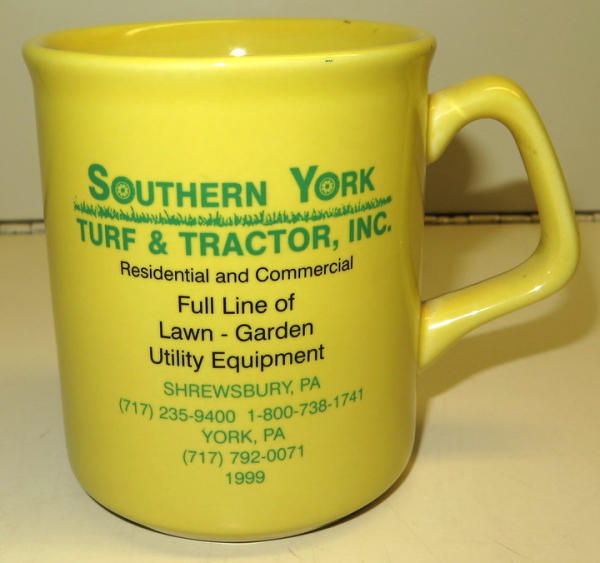 SOUTHERN YORK
TURF & TRACTOR, INC.
Residential and Commercial
Full Line of
Lawn - Garden
Utility Equipment
SHREWSBURY, PA
(717) 235-9400 1-800-738-1741
YORK, PA
(717) 792-0071
1999